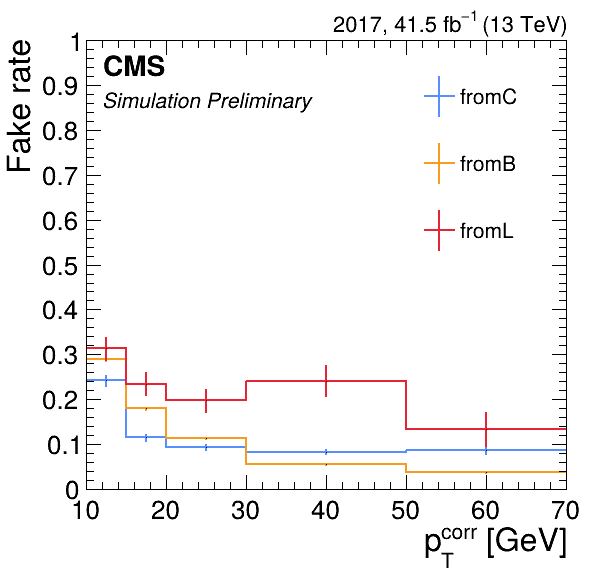 2017, 41.5 fb⁻¹ (13 TeV)
CMS
Simulation Preliminary
Fake rate
fromC
fromB
fromL
1
0.9
0.8
0.7
0.6
0.5
0.4
0.3
0.2
0.1
0
10 20 30 40 50 60 70
p_T^corr [GeV]